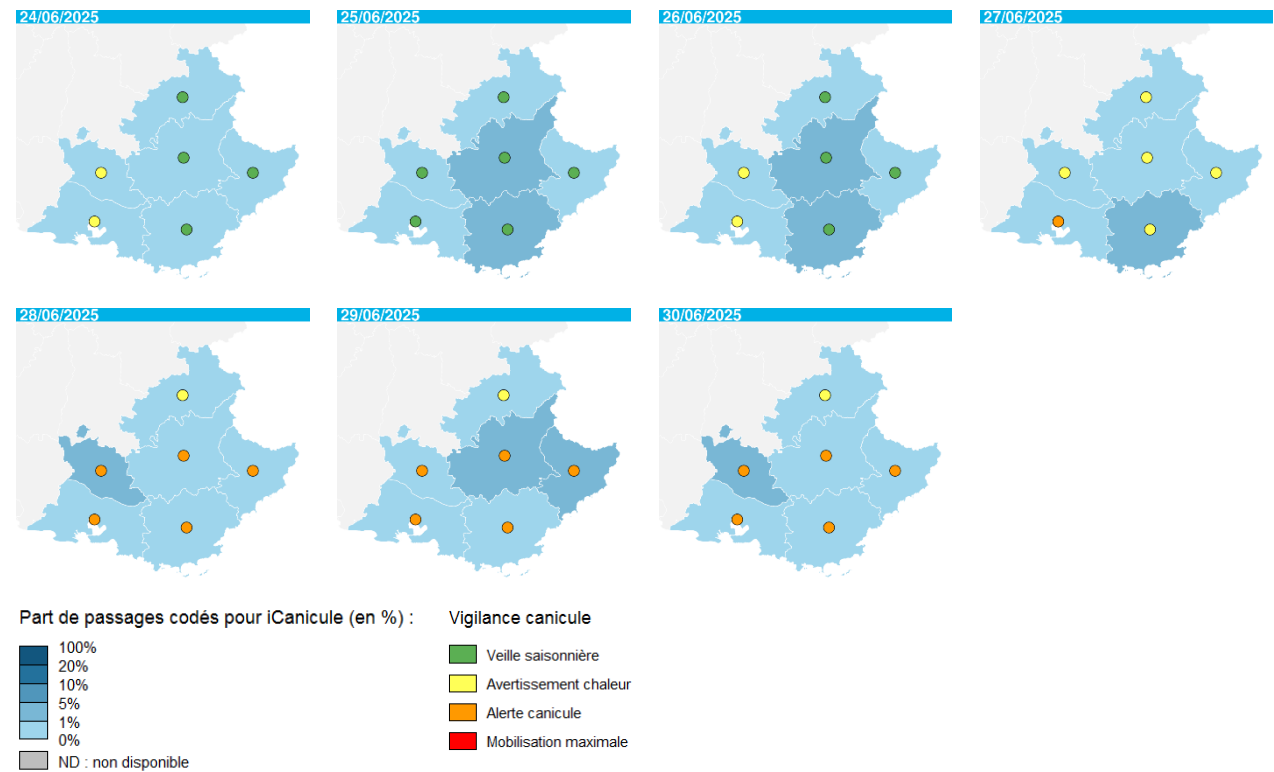 24/06/2025
25/06/2025
26/06/2025
27/06/2025
28/06/2025
29/06/2025
30/06/2025
Part de passages codés pour iCanicule (en %) :
100%
20%
10%
5%
1%
0%
ND : non disponible
Vigilance canicule
Veille saisonnière
Avertissement chaleur
Alerte canicule
Mobilisation maximale